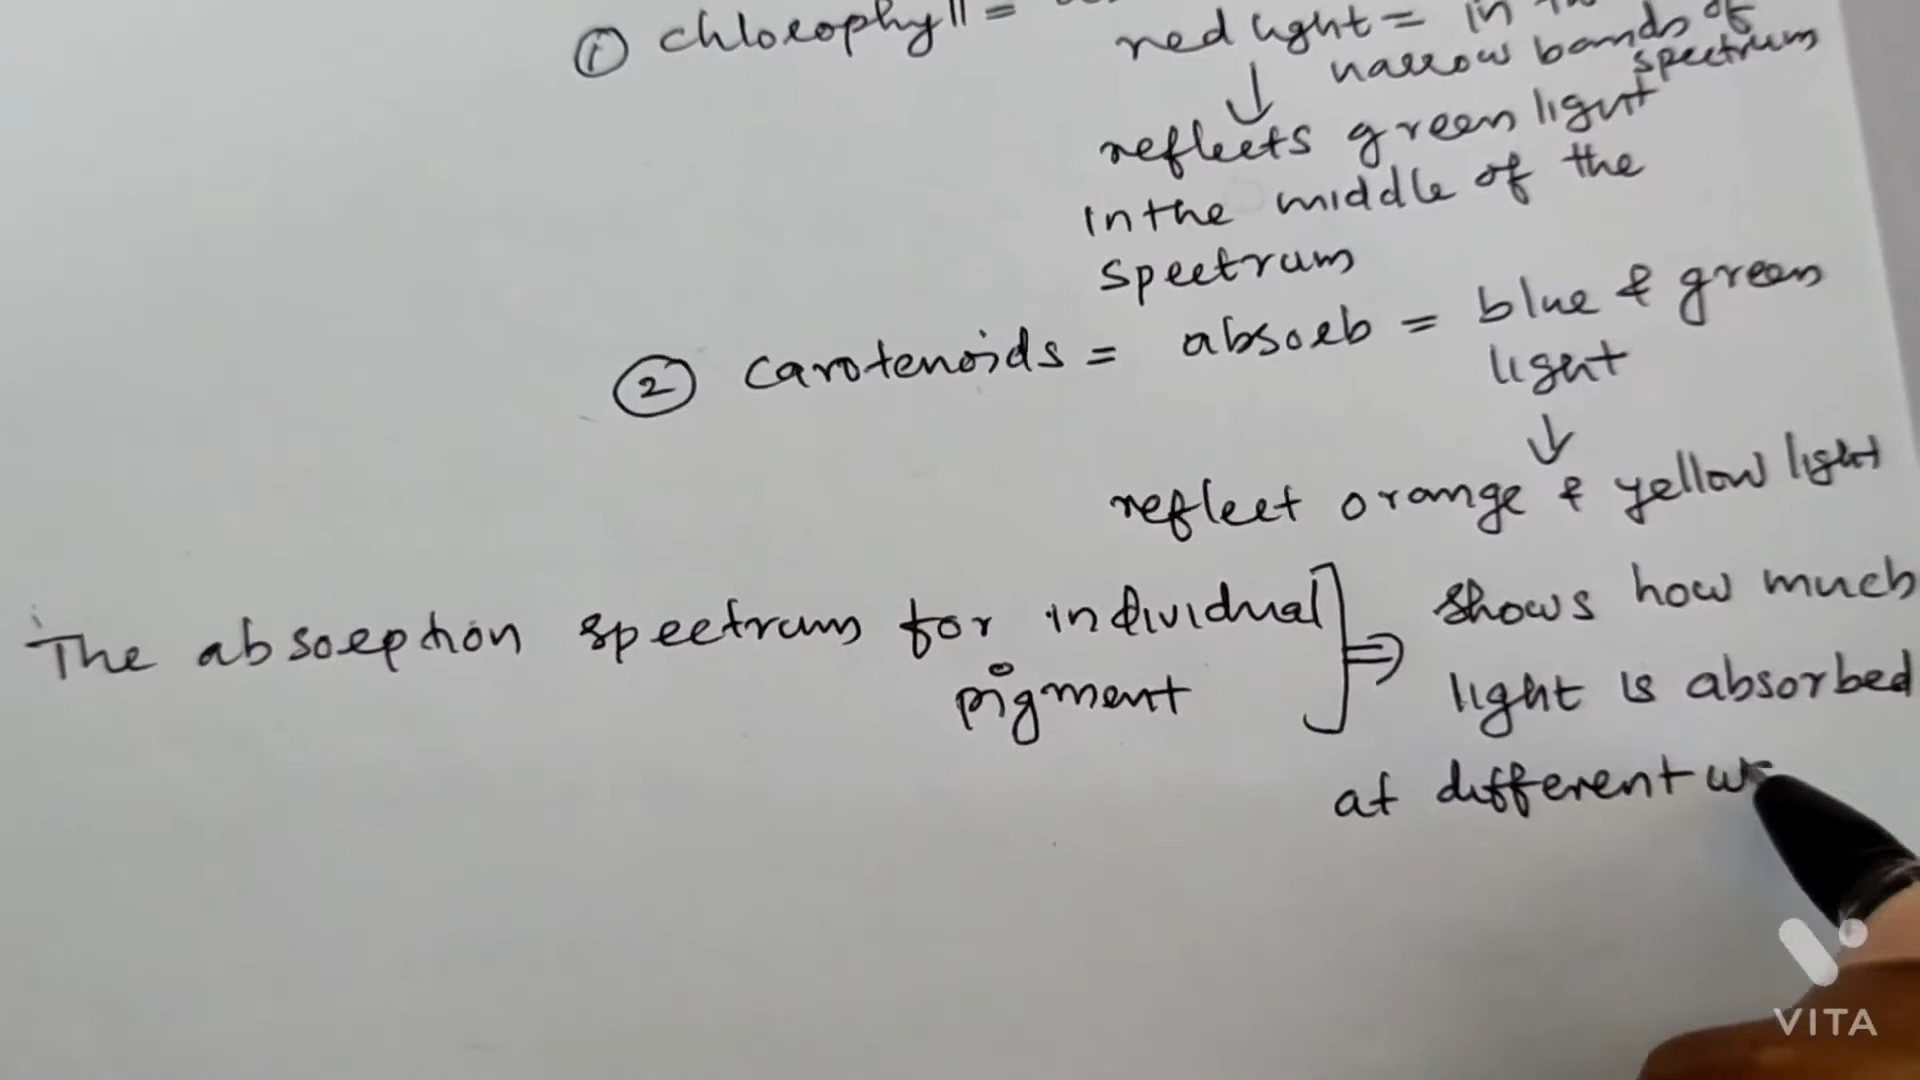 ① chlorophyll =
red light = in
narrow bands of
spectrum
↓
reflects green light
in the middle of the
spectrum
② carotenoids = absorb = blue & green
light
↓
reflect orange & yellow light
The absorption spectrum for individual
pigment
⇒ shows how much
light is absorbed
at different
VITA